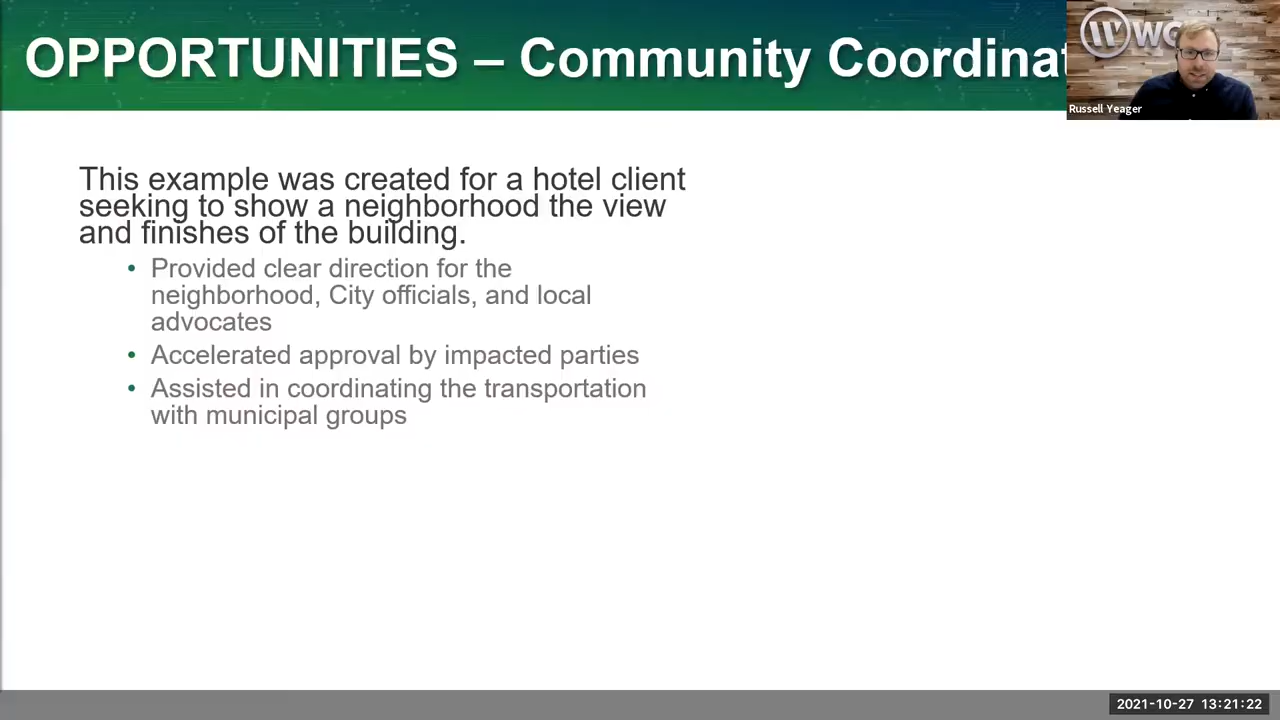 OPPORTUNITIES – Community Coordinat
WG
Russell Yeager
This example was created for a hotel client
seeking to show a neighborhood the view
and finishes of the building.
• Provided clear direction for the
neighborhood, City officials, and local
advocates
• Accelerated approval by impacted parties
• Assisted in coordinating the transportation
with municipal groups
2021-10-27 13:21:22